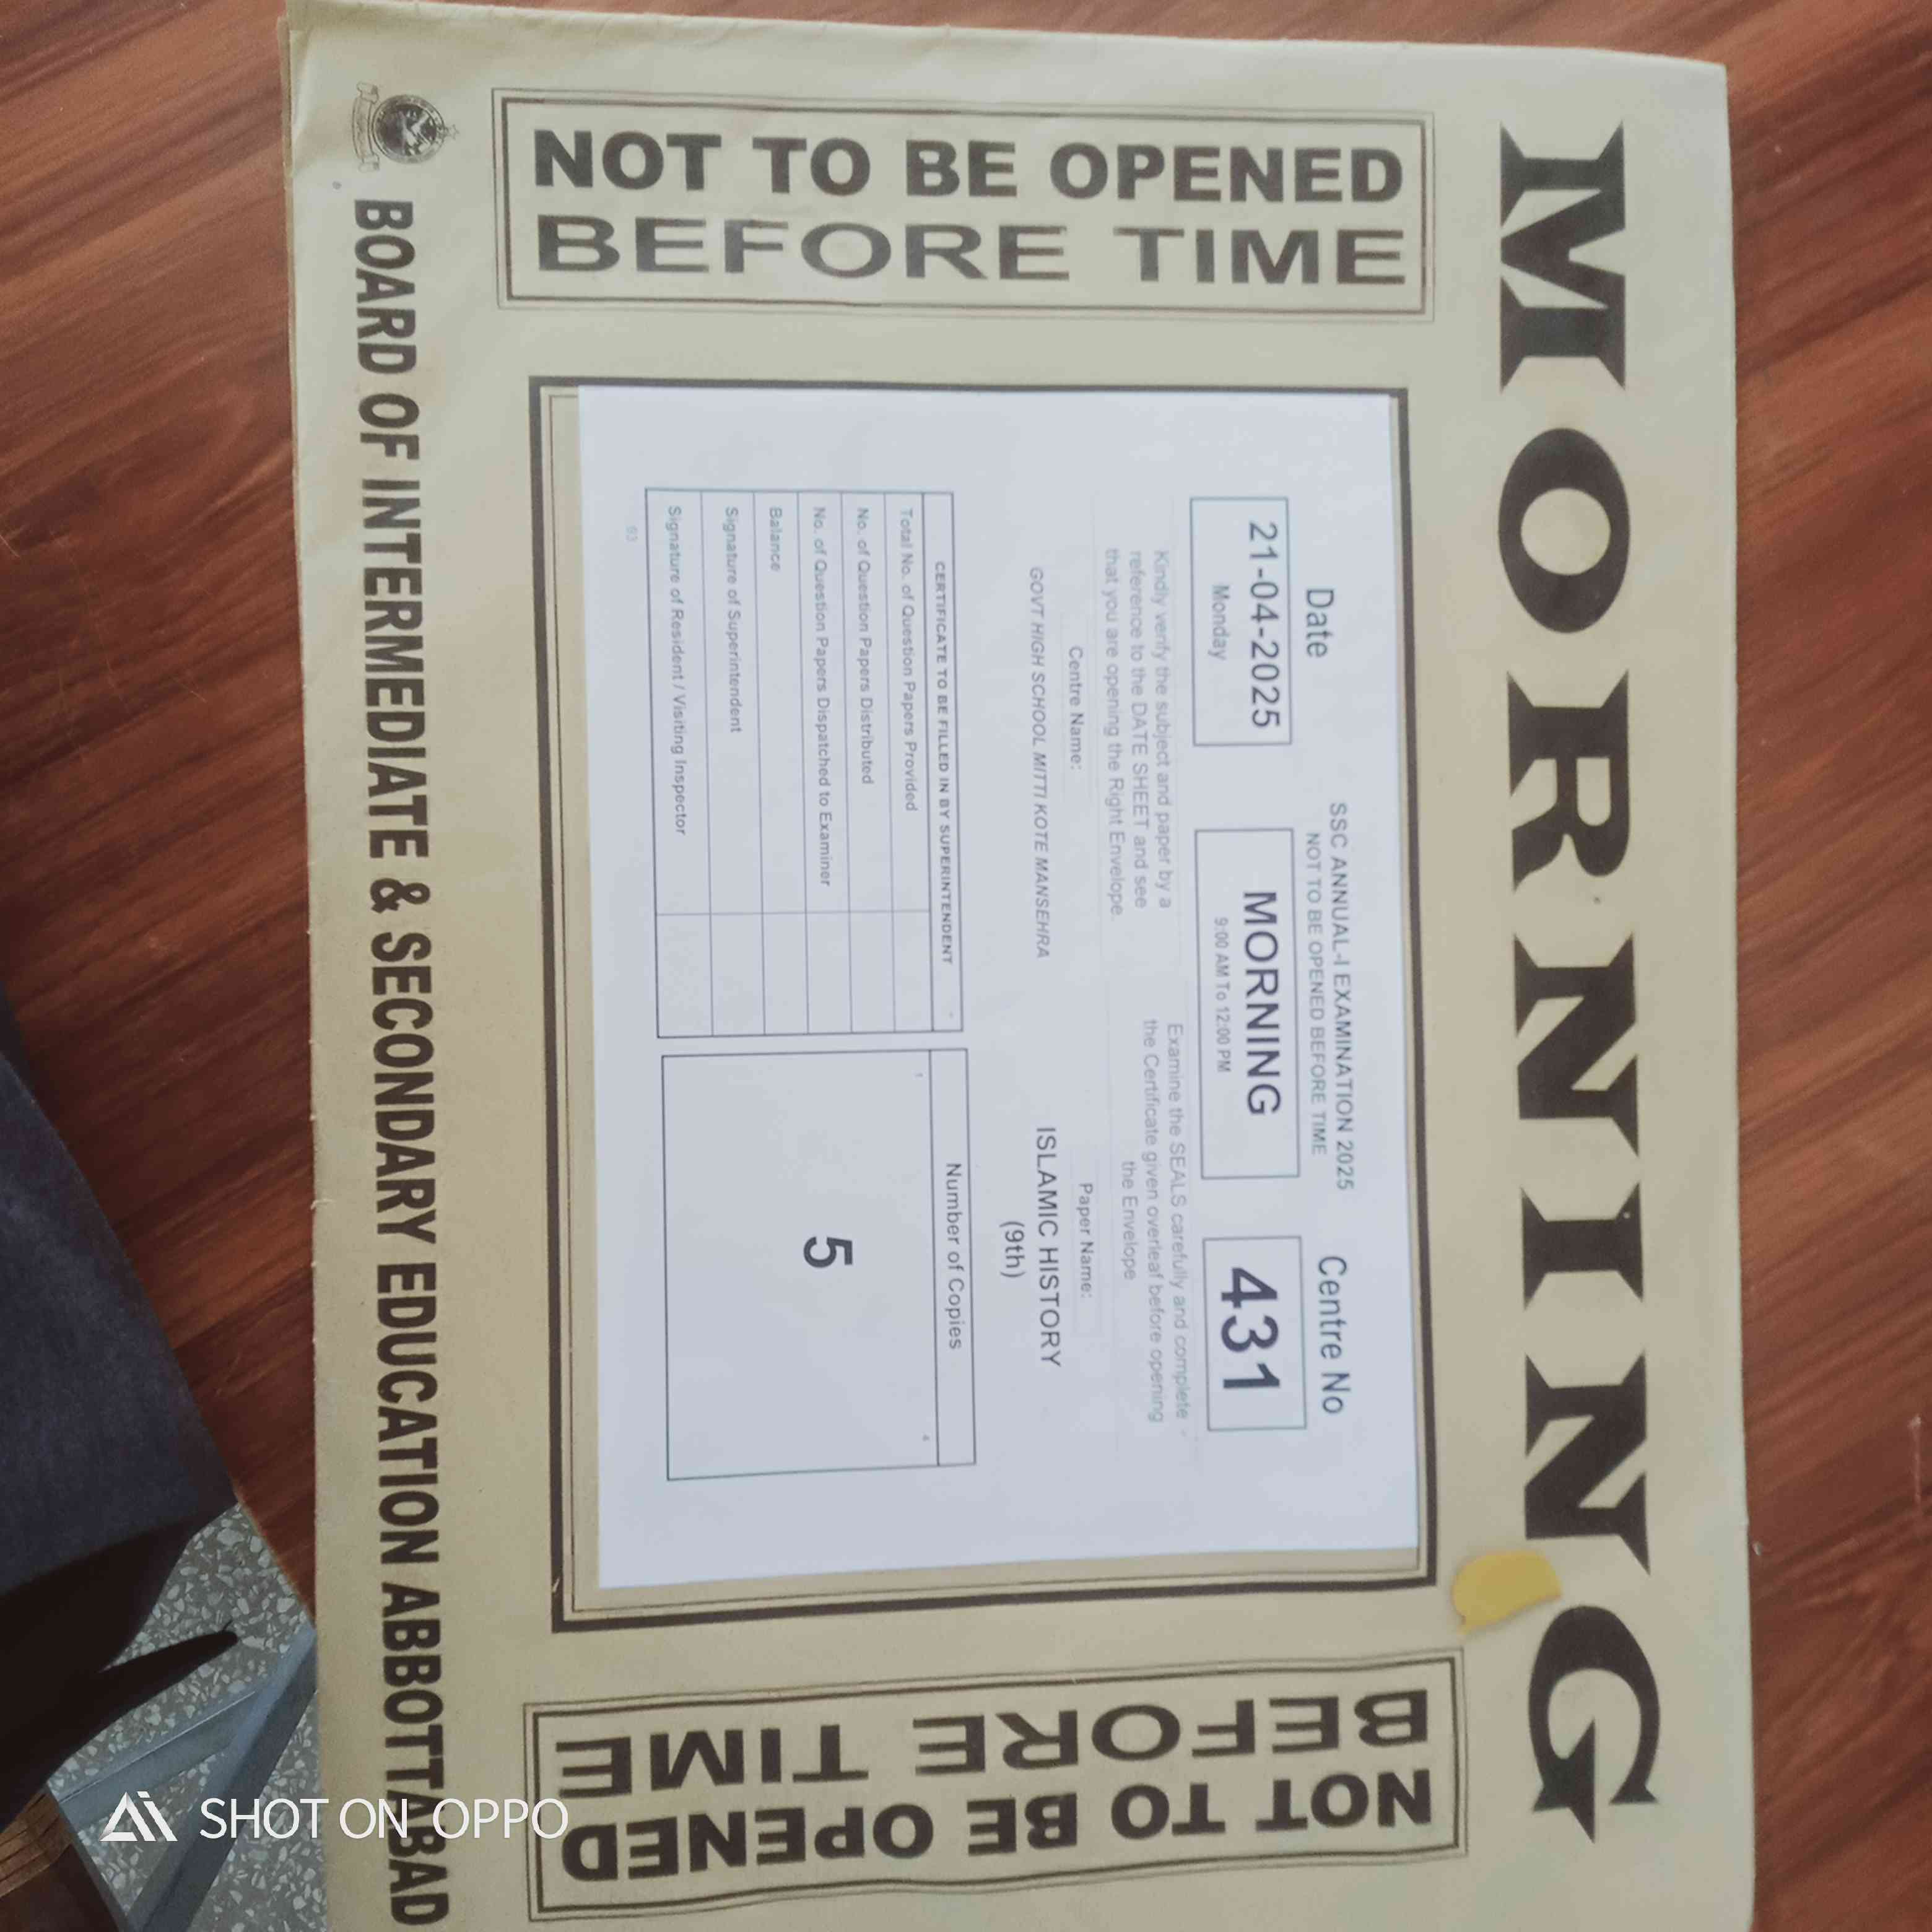 MORNING
NOT TO BE OPENED
BEFORE TIME
SSC ANNUAL-I EXAMINATION 2025
NOT TO BE OPENED BEFORE TIME
Date
Centre No
21-04-2025
Monday
MORNING
9:00 AM To 12:00 PM
431
Kindly verify the subject and paper by a
reference to the DATE SHEET and see
that you are opening the Right Envelope.
Examine the SEALS carefully and complete
the Certificate given overleaf before opening
the Envelope
Centre Name:
Paper Name:
GOVT HIGH SCHOOL MITTI KOTE MANSEHRA
ISLAMIC HISTORY
(9th)
CERTIFICATE TO BE FILLED IN BY SUPERINTENDENT
Total No. of Question Papers Provided
No. of Question Papers Distributed
No. of Question Papers Dispatched to Examiner
Balance
Signature of Superintendent
Signature of Resident / Visiting Inspector
Number of Copies
5
93
NOT TO BE OPENED
BEFORE TIME
BOARD OF INTERMEDIATE & SECONDARY EDUCATION ABBOTTABAD
SHOT ON OPPO